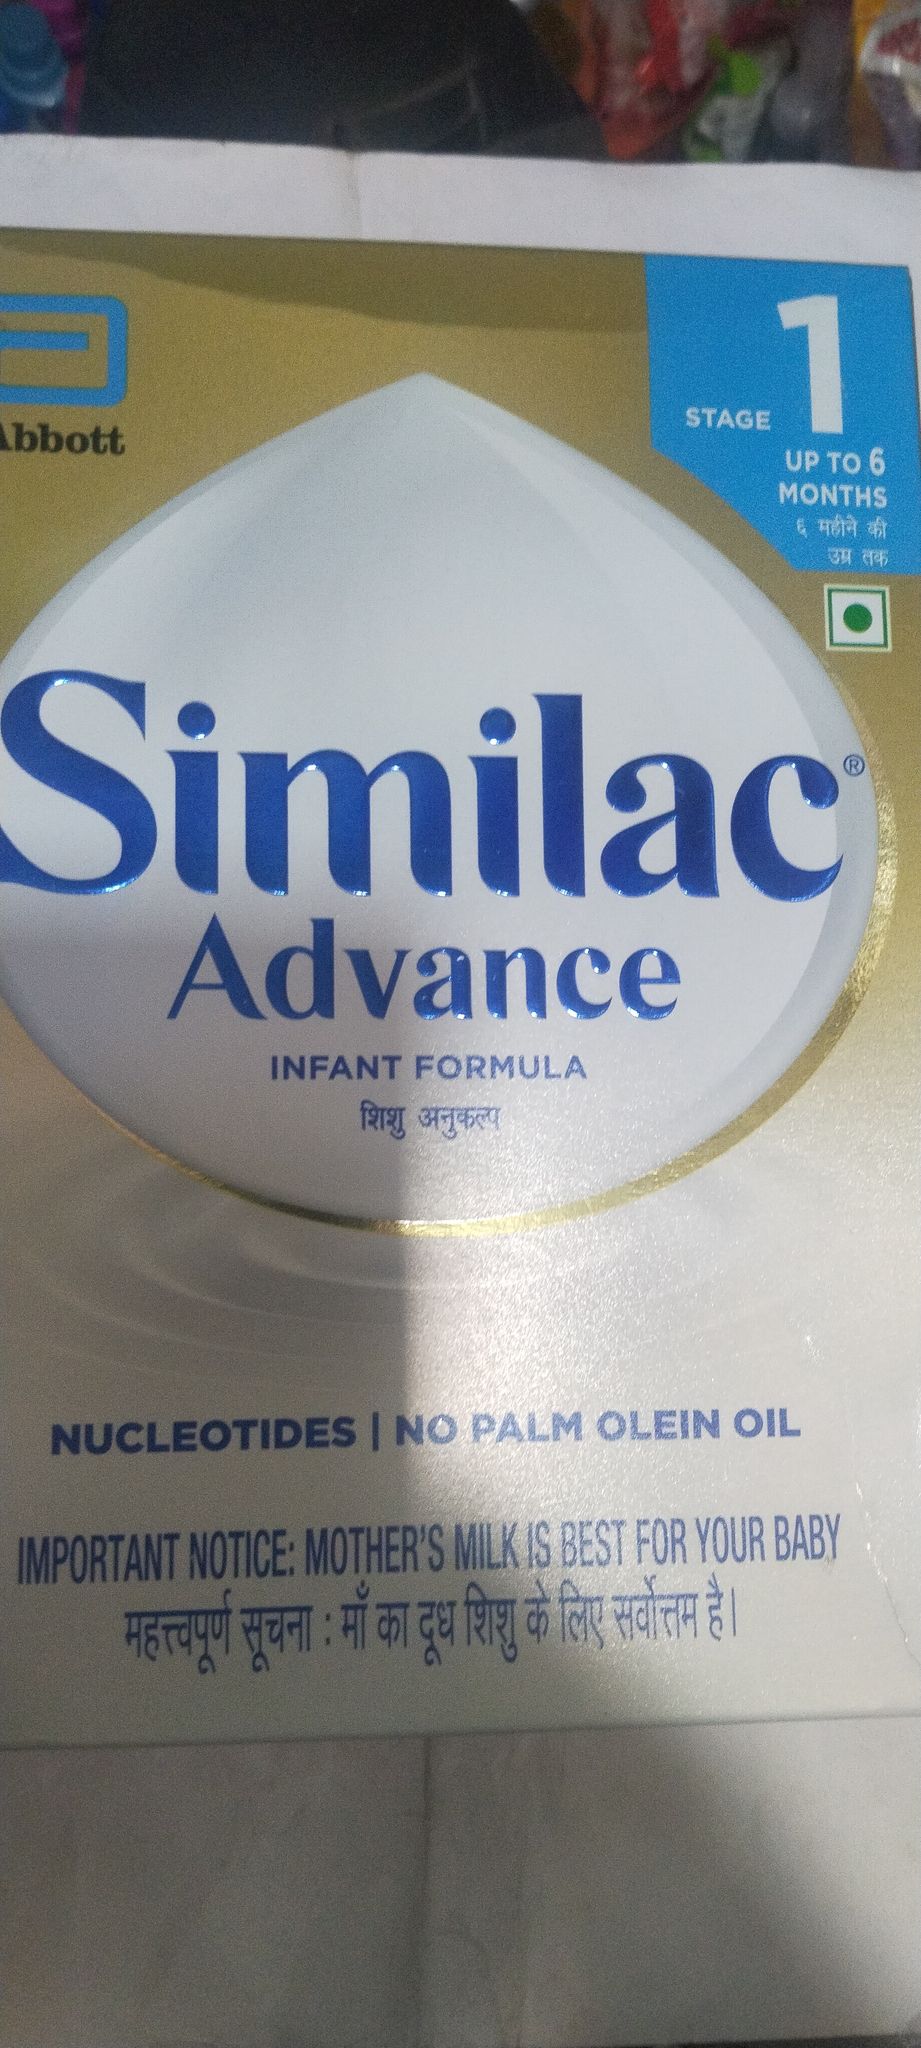 Abbott
STAGE 1
UP TO 6
MONTHS
६ महीने की
उम्र तक
Similac®
Advance
INFANT FORMULA
शिशु अनुकल्प
NUCLEOTIDES | NO PALM OLEIN OIL
IMPORTANT NOTICE: MOTHER'S MILK IS BEST FOR YOUR BABY
महत्त्वपूर्ण सूचना : माँ का दूध शिशु के लिए सर्वोत्तम है।